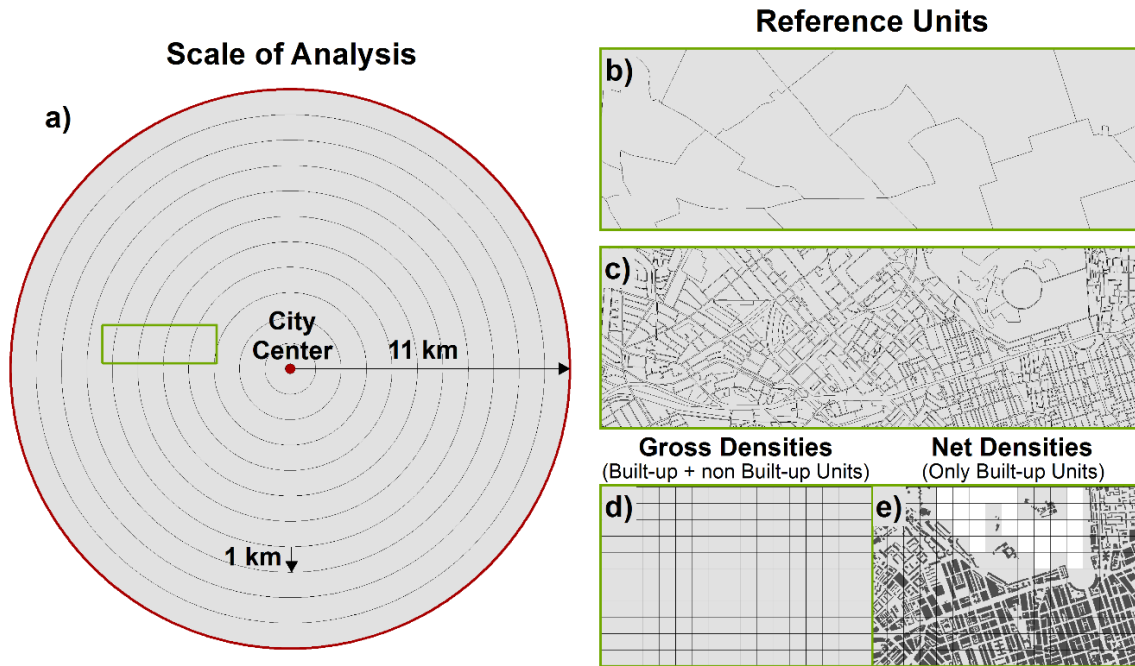 Scale of Analysis
a)
City
Center
11 km
1 km
Reference Units
b)
c)
Gross Densities
(Built-up + non Built-up Units)
Net Densities
(Only Built-up Units)
d)
e)